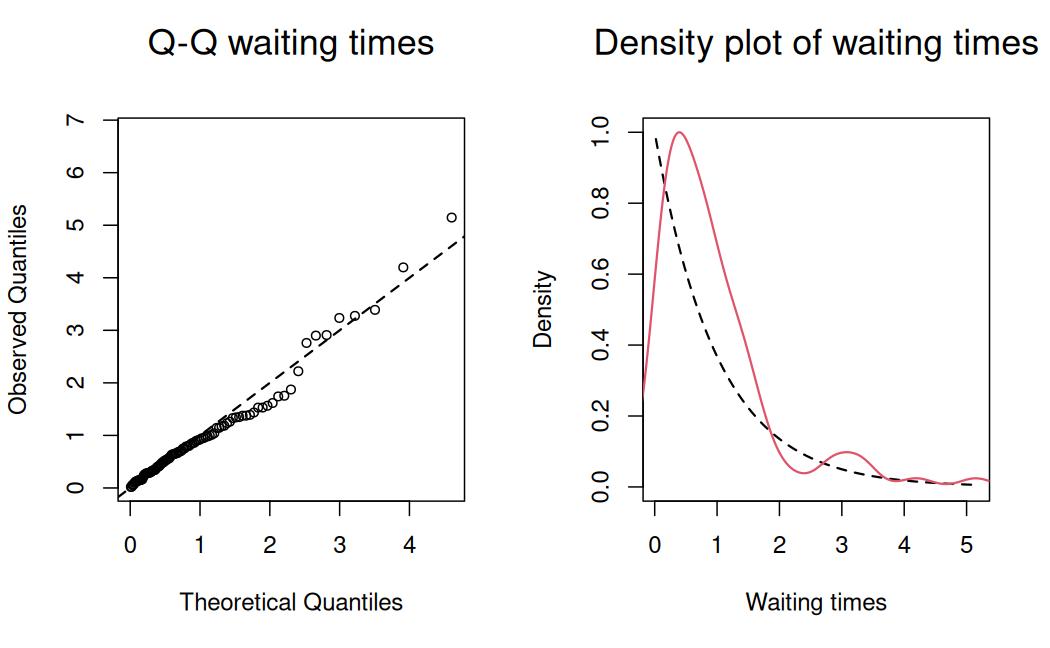 Q-Q waiting times
Observed Quantiles
7
6
5
4
3
2
1
0
0 1 2 3 4
Theoretical Quantiles
Density plot of waiting times
Density
1.0
0.8
0.6
0.4
0.2
0.0
0 1 2 3 4 5
Waiting times